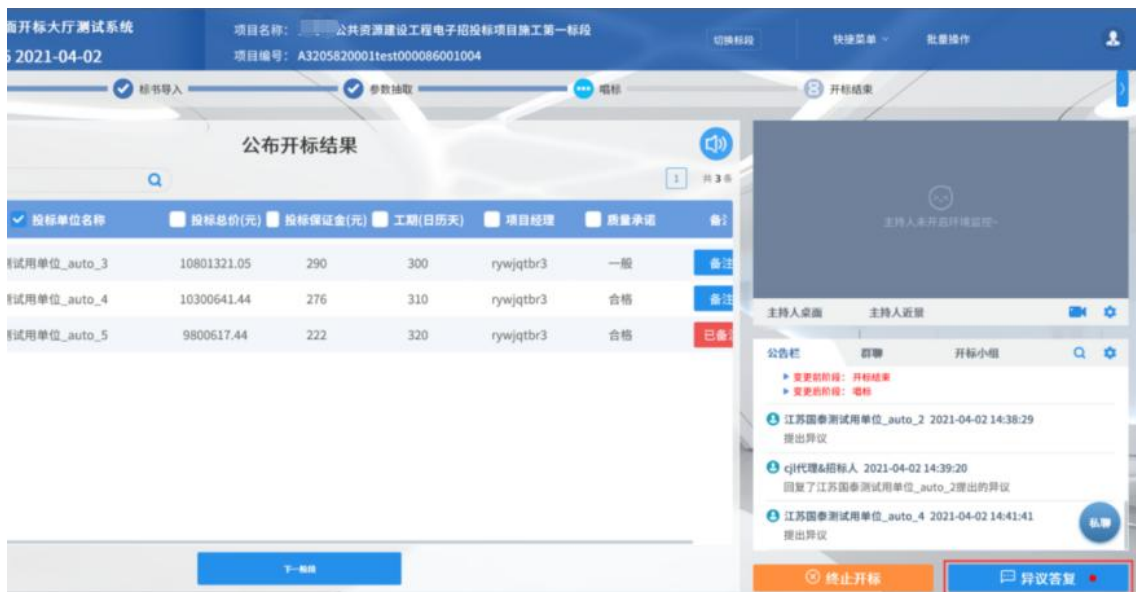 面开标大厅测试系统
项目名称： 公共资源建设工程电子招投标项目施工第一标段
2021-04-02
项目编号： A3205820001test000086001004
切换标段
快捷菜单
批量操作
标书导入
参数抽取
唱标
开标结束
公布开标结果
1
共 3 条
投标单位名称
投标总价(元)
投标保证金(元)
工期(日历天)
项目经理
质量承诺
备注
测试用单位_auto_3 10801321.05 290 300 rywjqtbr3 一般 备注
测试用单位_auto_4 10300641.44 276 310 rywjqtbr3 合格 备注
测试用单位_auto_5 9800617.44 222 320 rywjqtbr3 合格 已备注
下一阶段
主持人未开启环境监控~
主持人桌面
主持人近景
公告栏
群聊
开标小组
变更前阶段： 开标结束
变更后阶段： 唱标
江苏国泰测试用单位_auto_2 2021-04-02 14:38:29
提出异议
cjl代理&招标人 2021-04-02 14:39:20
回复了江苏国泰测试用单位_auto_2提出的异议
江苏国泰测试用单位_auto_4 2021-04-02 14:41:41
提出异议
私聊
终止开标
异议答复